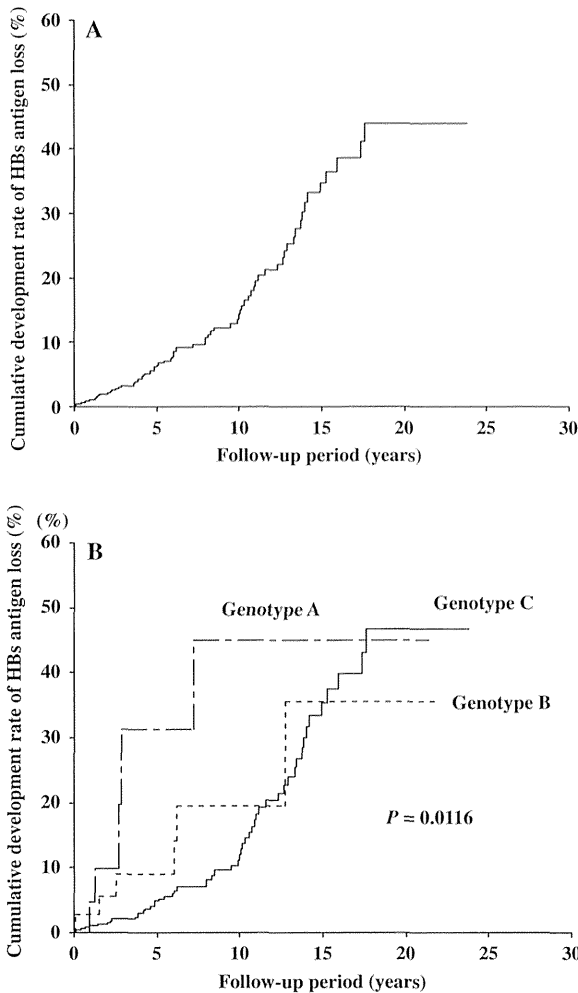 A
Cumulative development rate of HBs antigen loss (%)
60
50
40
30
20
10
0
0 5 10 15 20 25 30
Follow-up period (years)
(%)
B
Cumulative development rate of HBs antigen loss (%)
60
50
40
30
20
10
0
Genotype A
Genotype C
Genotype B
P = 0.0116
0 5 10 15 20 25 30
Follow-up period (years)